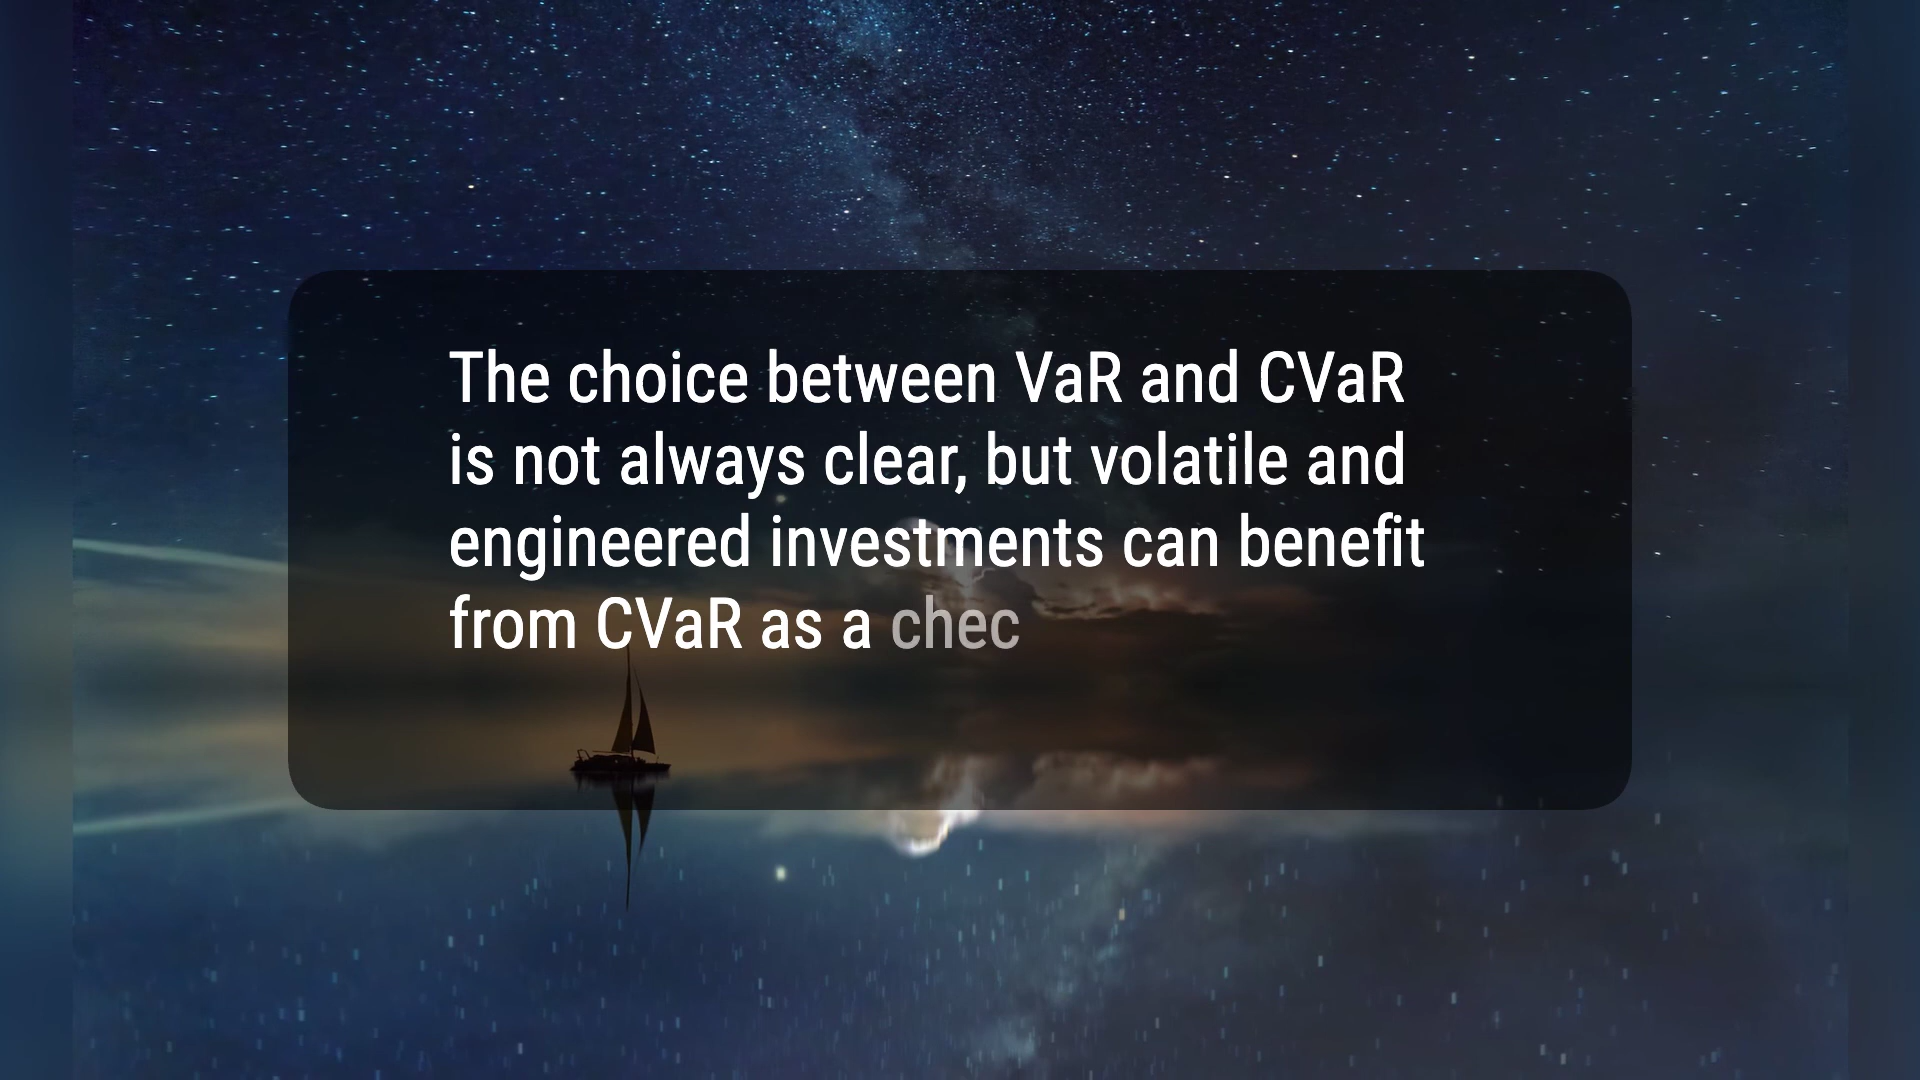 The choice between VaR and CVaR
is not always clear, but volatile and
engineered investments can benefit
from CVaR as a chec